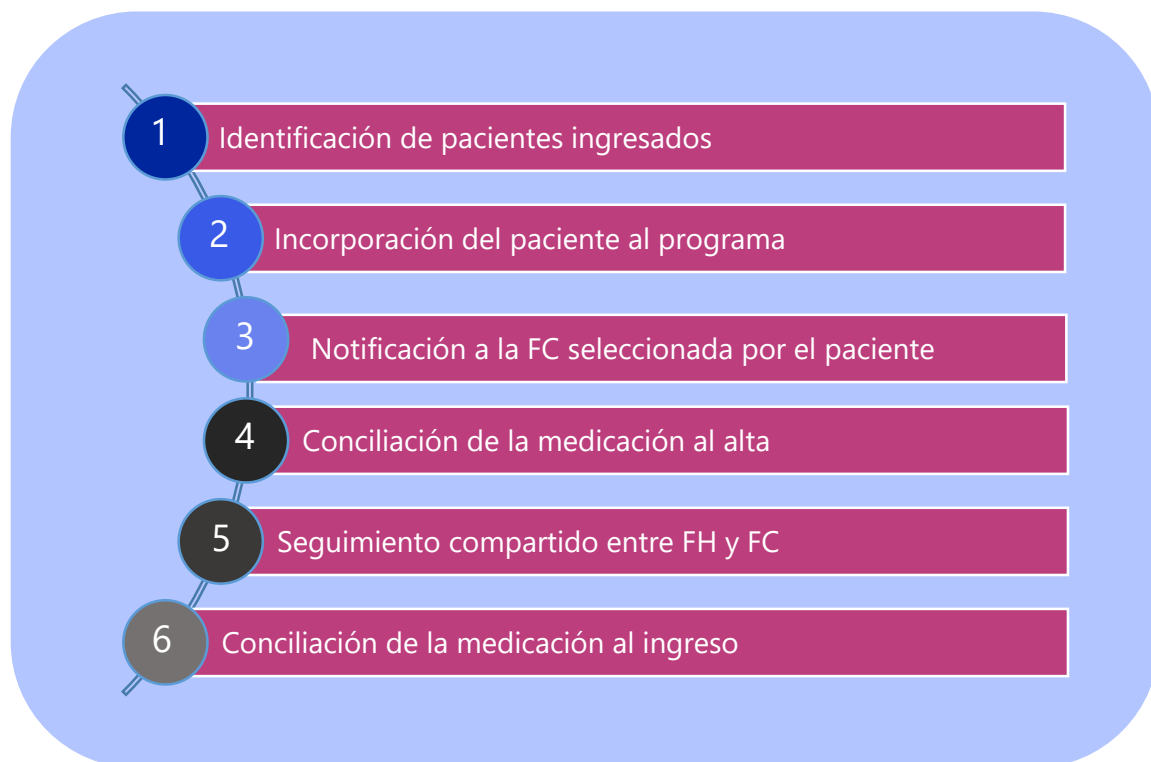 1
Identificación de pacientes ingresados
2
Incorporación del paciente al programa
3
Notificación a la FC seleccionada por el paciente
4
Conciliación de la medicación al alta
5
Seguimiento compartido entre FH y FC
6
Conciliación de la medicación al ingreso